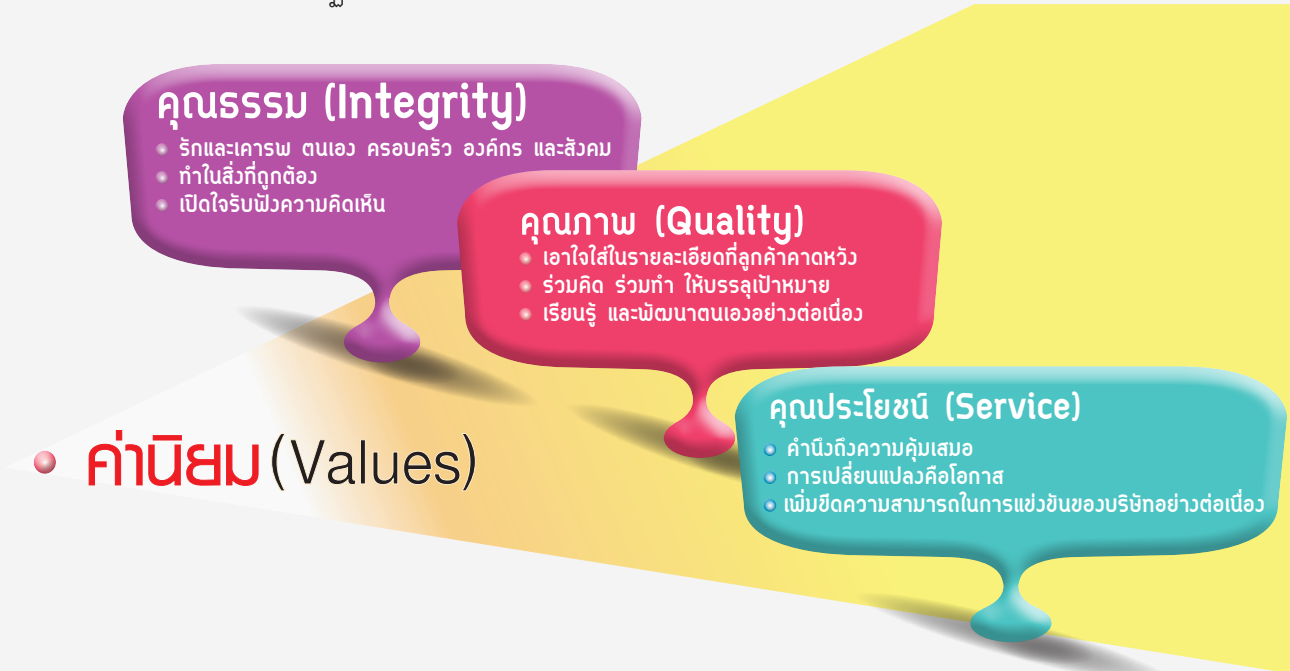 คุณธรรม (Integrity)
รักและเคารพ ตนเอง ครอบครัว องค์กร และสังคม
ทำในสิ่งที่ถูกต้อง
เปิดใจรับฟังความคิดเห็น
คุณภาพ (Quality)
เอาใจใส่ในรายละเอียดที่ลูกค้าคาดหวัง
ร่วมคิด ร่วมทำ ให้บรรลุเป้าหมาย
เรียนรู้ และพัฒนาตนเองอย่างต่อเนื่อง
คุณประโยชน์ (Service)
คำนึงถึงความคุ้มเสมอ
การเปลี่ยนแปลงคือโอกาส
เพิ่มขีดความสามารถในการแข่งขันของบริษัทอย่างต่อเนื่อง
ค่านิยม (Values)